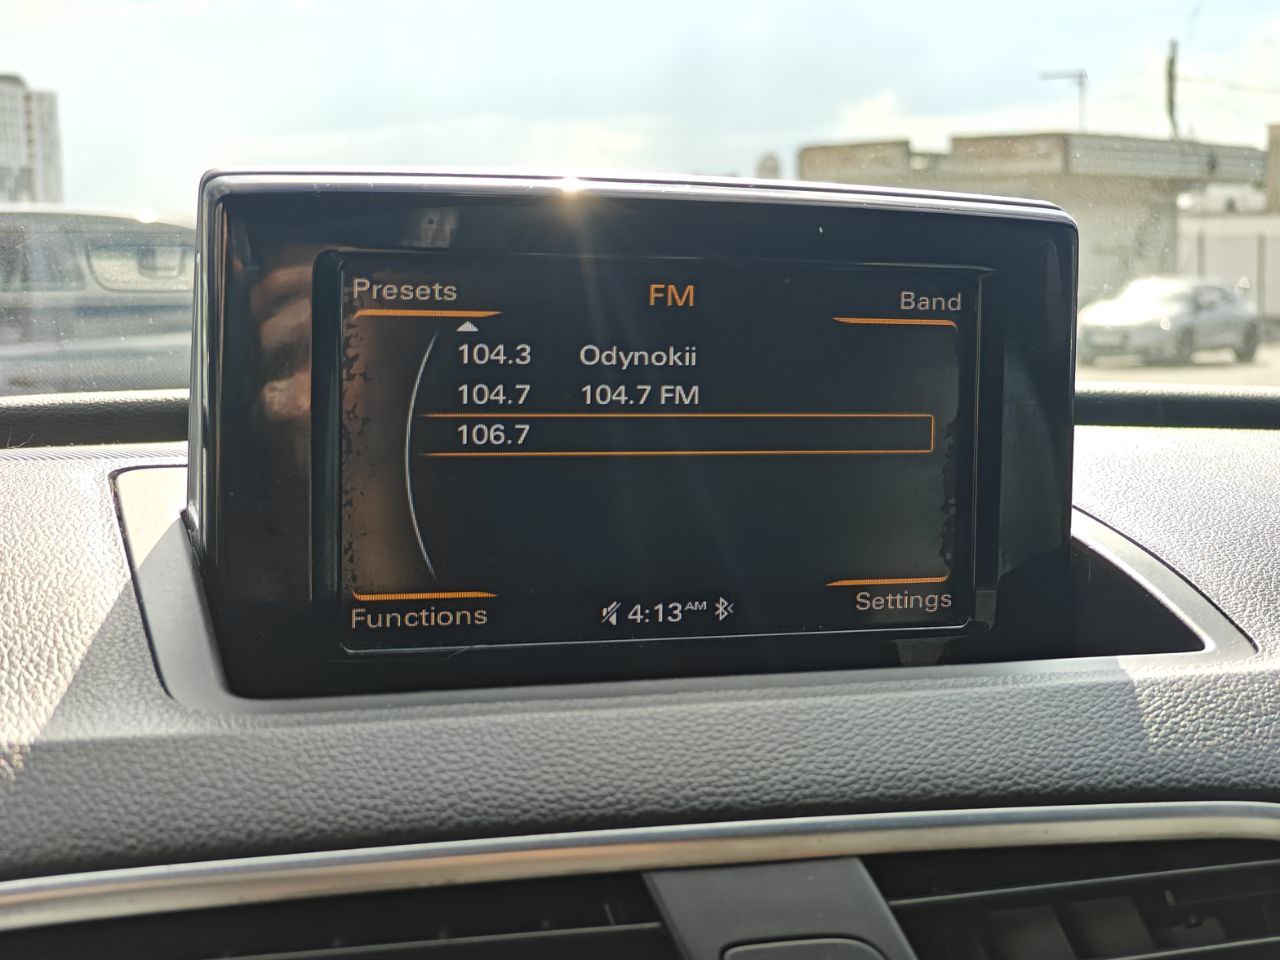 Presets FM Band
104.3 Odynokii
104.7 104.7 FM
106.7
Functions 4:13AM Settings